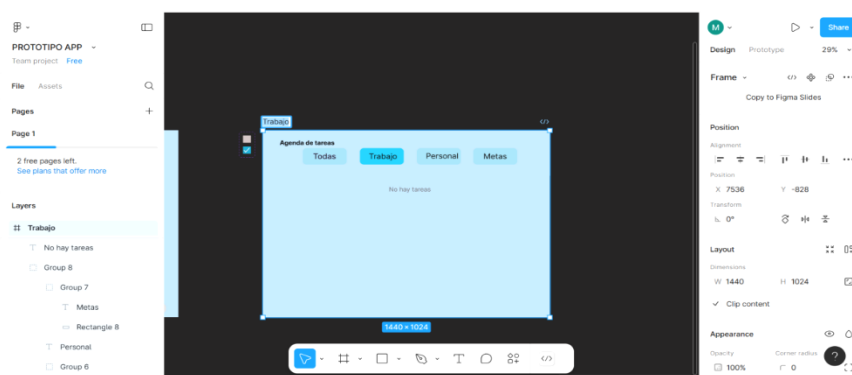 PROTOTIPO APP
Team project Free
File Assets
Pages
Page 1
2 free pages left.
See plans that offer more
Layers
Trabajo
No hay tareas
Group 8
Group 7
Metas
Rectangle 8
Personal
Group 6
Trabajo
Agenda de tareas
Todas Trabajo Personal Metas
No hay tareas
1440 × 1024
M
Share
Design Prototype 29%
Frame
Copy to Figma Slides
Position
Alignment
Position
X 7536 Y -828
Transform
0°
Layout
Dimensions
W 1440 H 1024
Clip content
Appearance
Opacity Corner radius
100% 0
?